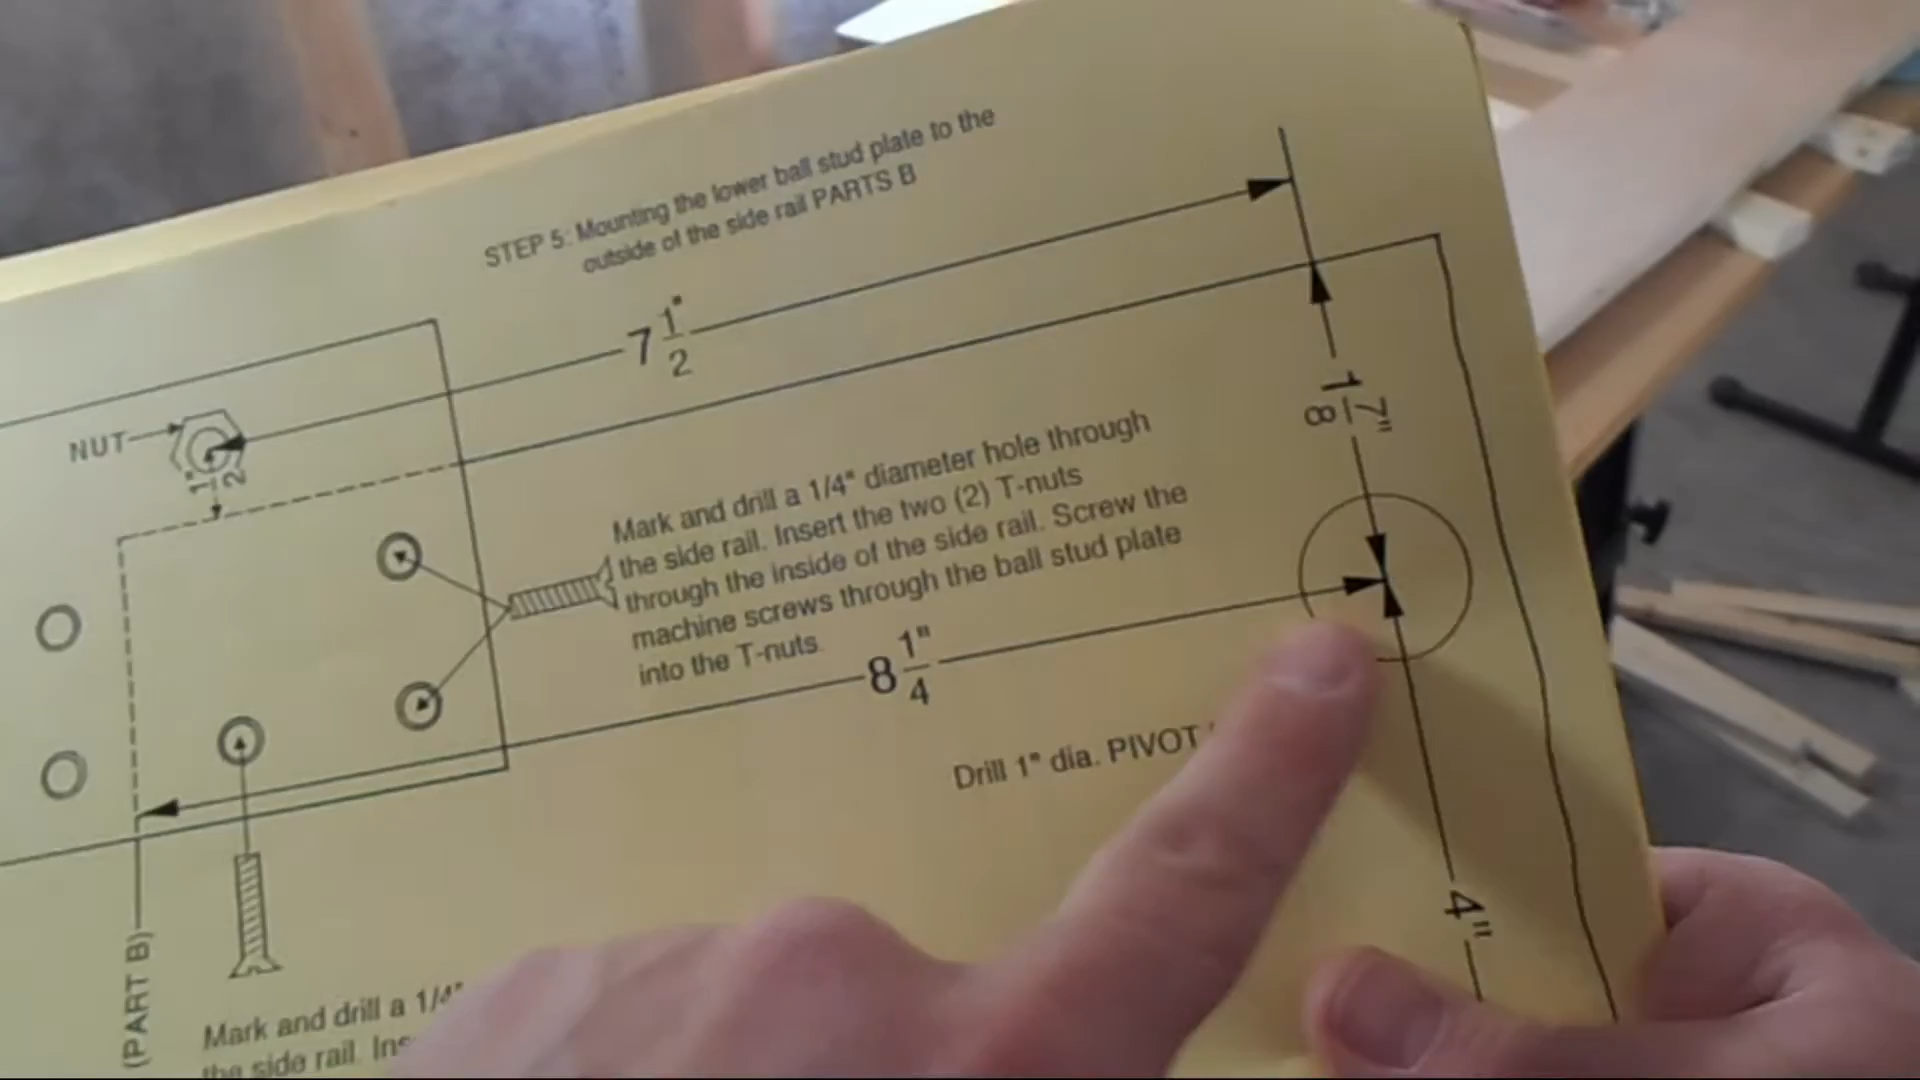 STEP 5: Mounting the lower ball stud plate to the
outside of the side rail PARTS B
7 1/2"
NUT
1"/2
1 7/8"
Mark and drill a 1/4" diameter hole through
the side rail. Insert the two (2) T-nuts
through the inside of the side rail. Screw the
machine screws through the ball stud plate
into the T-nuts.
8 1/4"
Drill 1" dia. PIVOT
4"
(PART B)
Mark and drill a 1/4"
the side rail. Ins